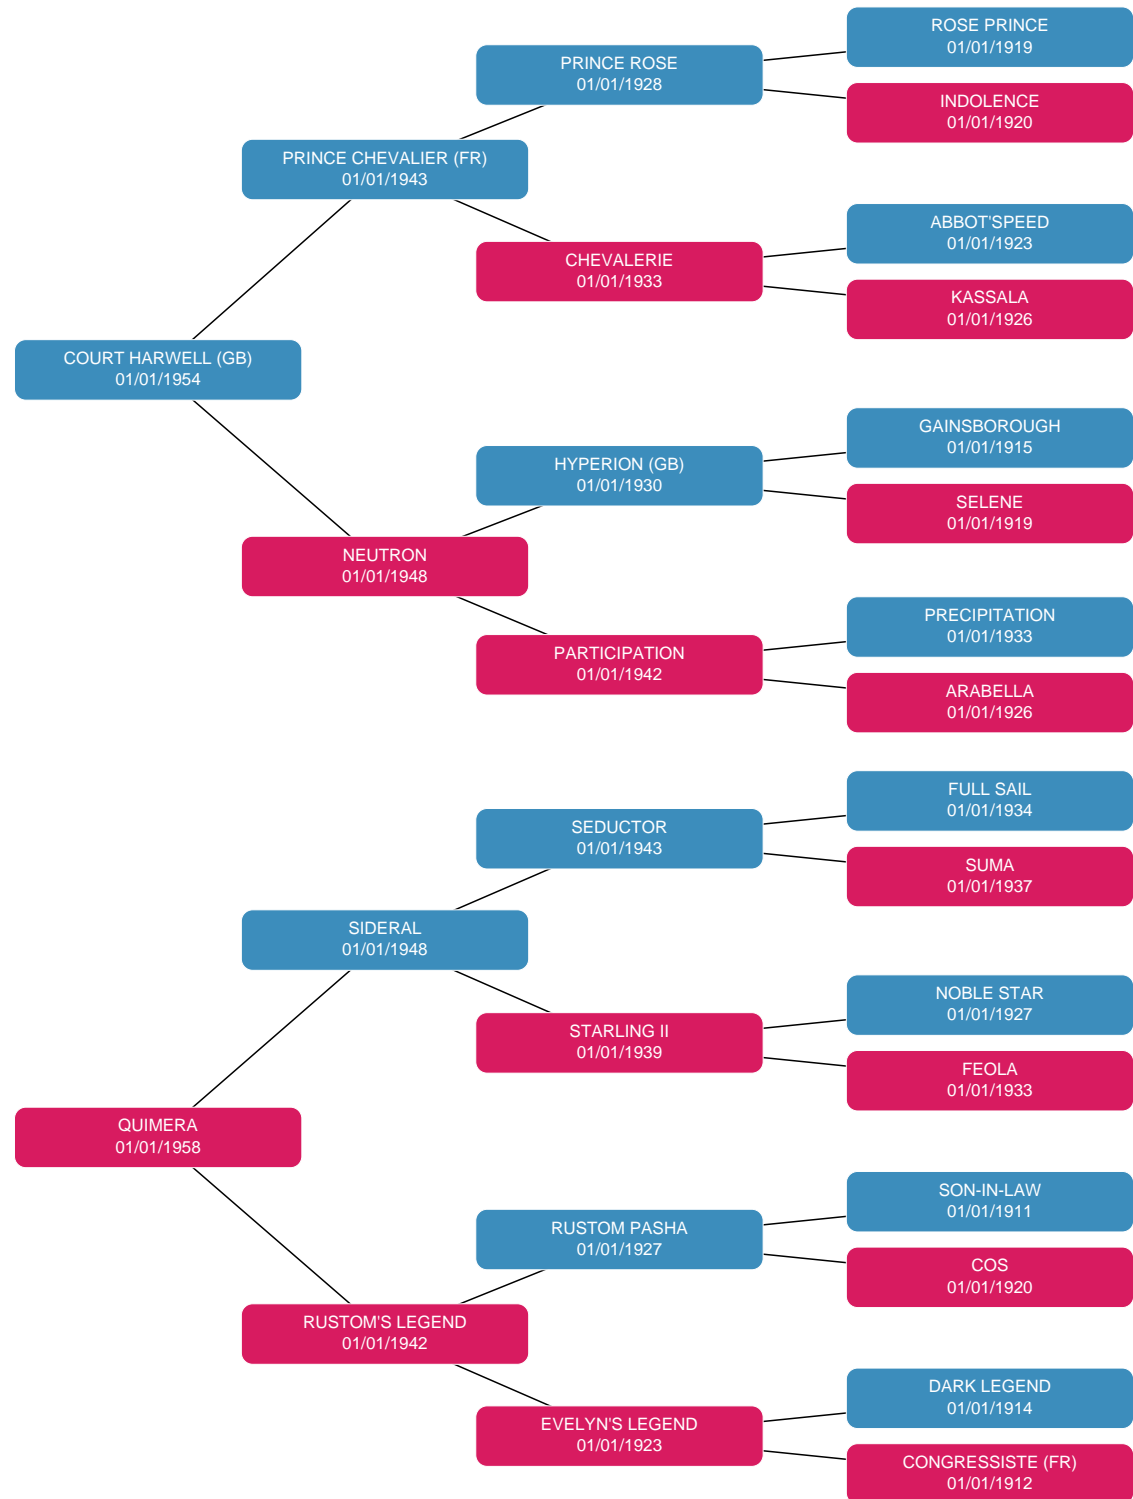 ROSE PRINCE
01/01/1919
PRINCE ROSE
01/01/1928
INDOLENCE
01/01/1920
PRINCE CHEVALIER (FR)
01/01/1943
ABBOT'SPEED
01/01/1923
CHEVALERIE
01/01/1933
KASSALA
01/01/1926
COURT HARWELL (GB)
01/01/1954
GAINSBOROUGH
01/01/1915
HYPERION (GB)
01/01/1930
SELENE
01/01/1919
NEUTRON
01/01/1948
PRECIPITATION
01/01/1933
PARTICIPATION
01/01/1942
ARABELLA
01/01/1926
FULL SAIL
01/01/1934
SEDUCTOR
01/01/1943
SUMA
01/01/1937
SIDERAL
01/01/1948
NOBLE STAR
01/01/1927
STARLING II
01/01/1939
FEOLA
01/01/1933
QUIMERA
01/01/1958
SON-IN-LAW
01/01/1911
RUSTOM PASHA
01/01/1927
COS
01/01/1920
RUSTOM'S LEGEND
01/01/1942
DARK LEGEND
01/01/1914
EVELYN'S LEGEND
01/01/1923
CONGRESSISTE (FR)
01/01/1912